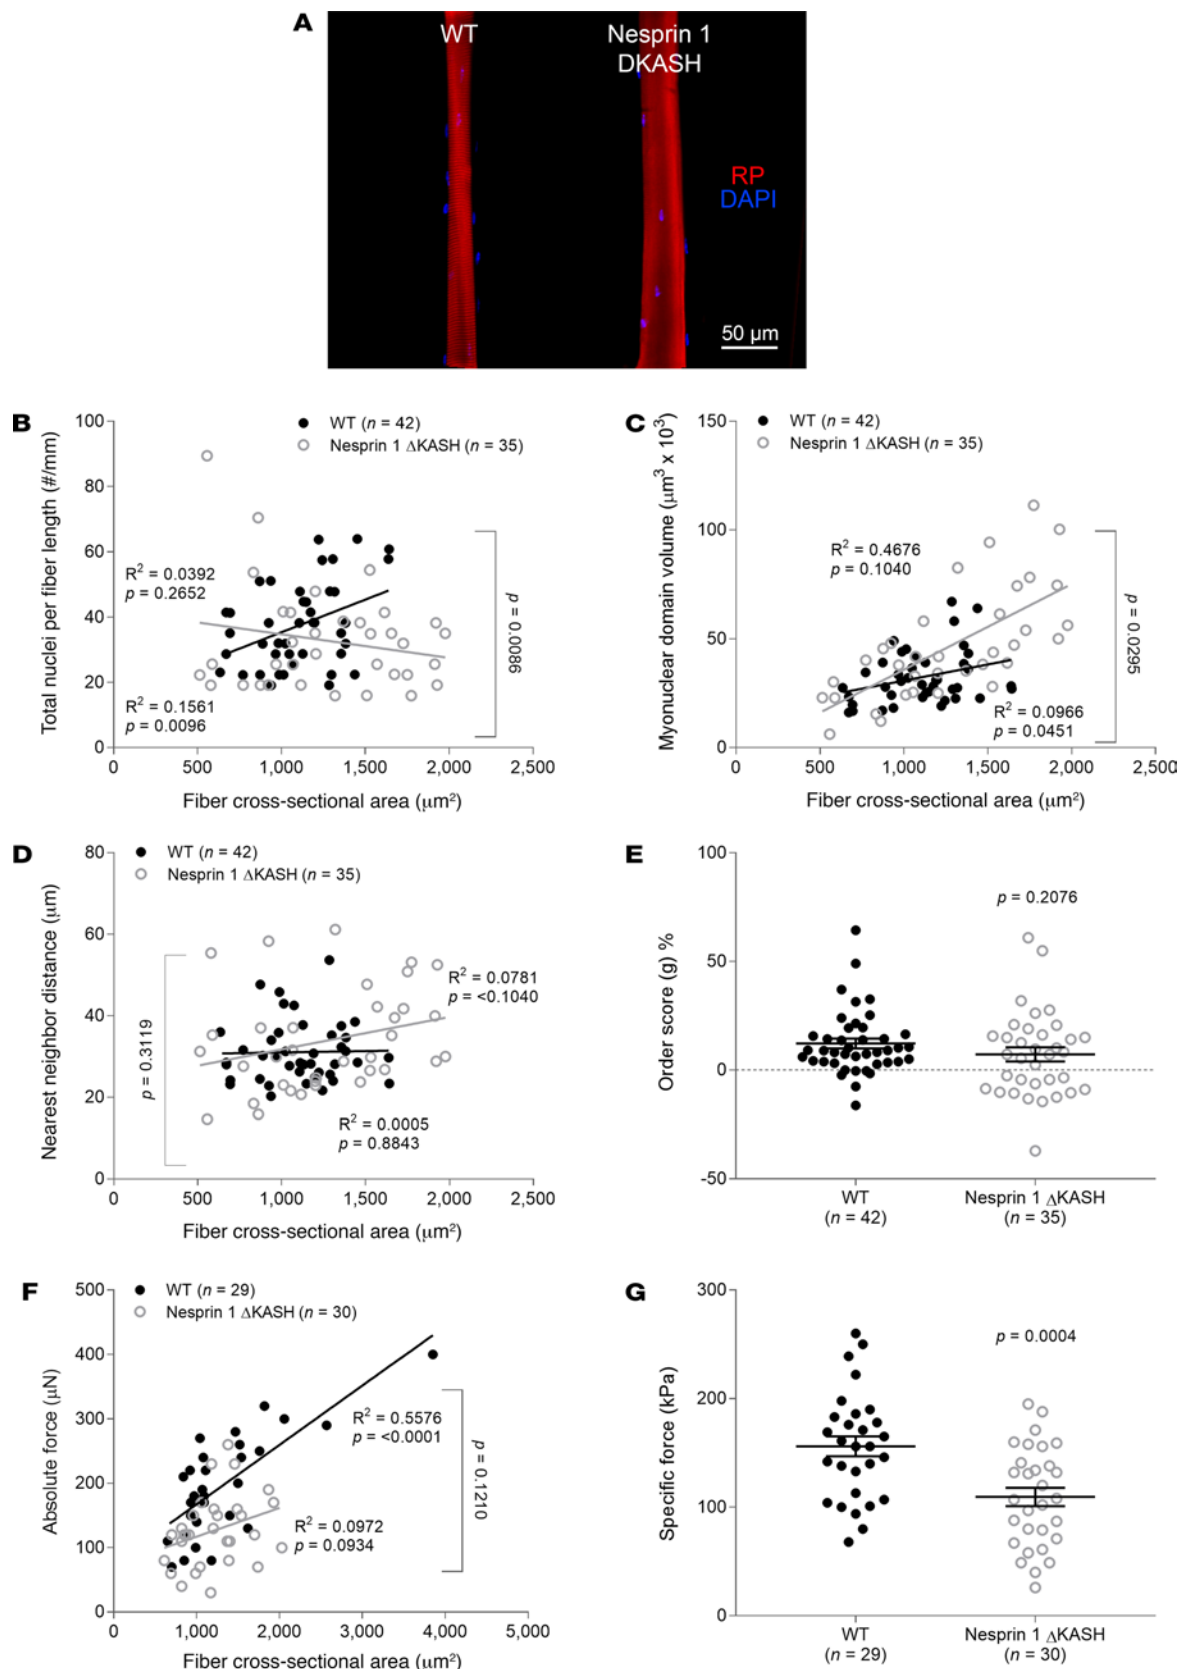 A
WT
Nesprin 1
DKASH
RP
DAPI
50 μm
B
WT (n = 42)
Nesprin 1 ΔKASH (n = 35)
Total nuclei per fiber length (#/mm)
100
80
60
40
20
0
R² = 0.0392
p = 0.2652
R² = 0.1561
p = 0.0096
p = 0.0086
0
500
1,000
1,500
2,000
2,500
Fiber cross-sectional area (μm²)
C
WT (n = 42)
Nesprin 1 ΔKASH (n = 35)
Myonuclear domain volume (μm³ x 10³)
150
100
50
0
R² = 0.4676
p = 0.1040
R² = 0.0966
p = 0.0451
p = 0.0295
0
500
1,000
1,500
2,000
2,500
Fiber cross-sectional area (μm²)
D
WT (n = 42)
Nesprin 1 ΔKASH (n = 35)
Nearest neighbor distance (μm)
80
60
40
20
0
p = 0.3119
R² = 0.0781
p = <0.1040
R² = 0.0005
p = 0.8843
0
500
1,000
1,500
2,000
2,500
Fiber cross-sectional area (μm²)
E
Order score (g) %
100
50
0
-50
p = 0.2076
WT
(n = 42)
Nesprin 1 ΔKASH
(n = 35)
F
WT (n = 29)
Nesprin 1 ΔKASH (n = 30)
Absolute force (μN)
500
400
300
200
100
0
R² = 0.5576
p = <0.0001
R² = 0.0972
p = 0.0934
p = 0.1210
0
1,000
2,000
3,000
4,000
5,000
Fiber cross-sectional area (μm²)
G
Specific force (kPa)
300
200
100
0
p = 0.0004
WT
(n = 29)
Nesprin 1 ΔKASH
(n = 30)